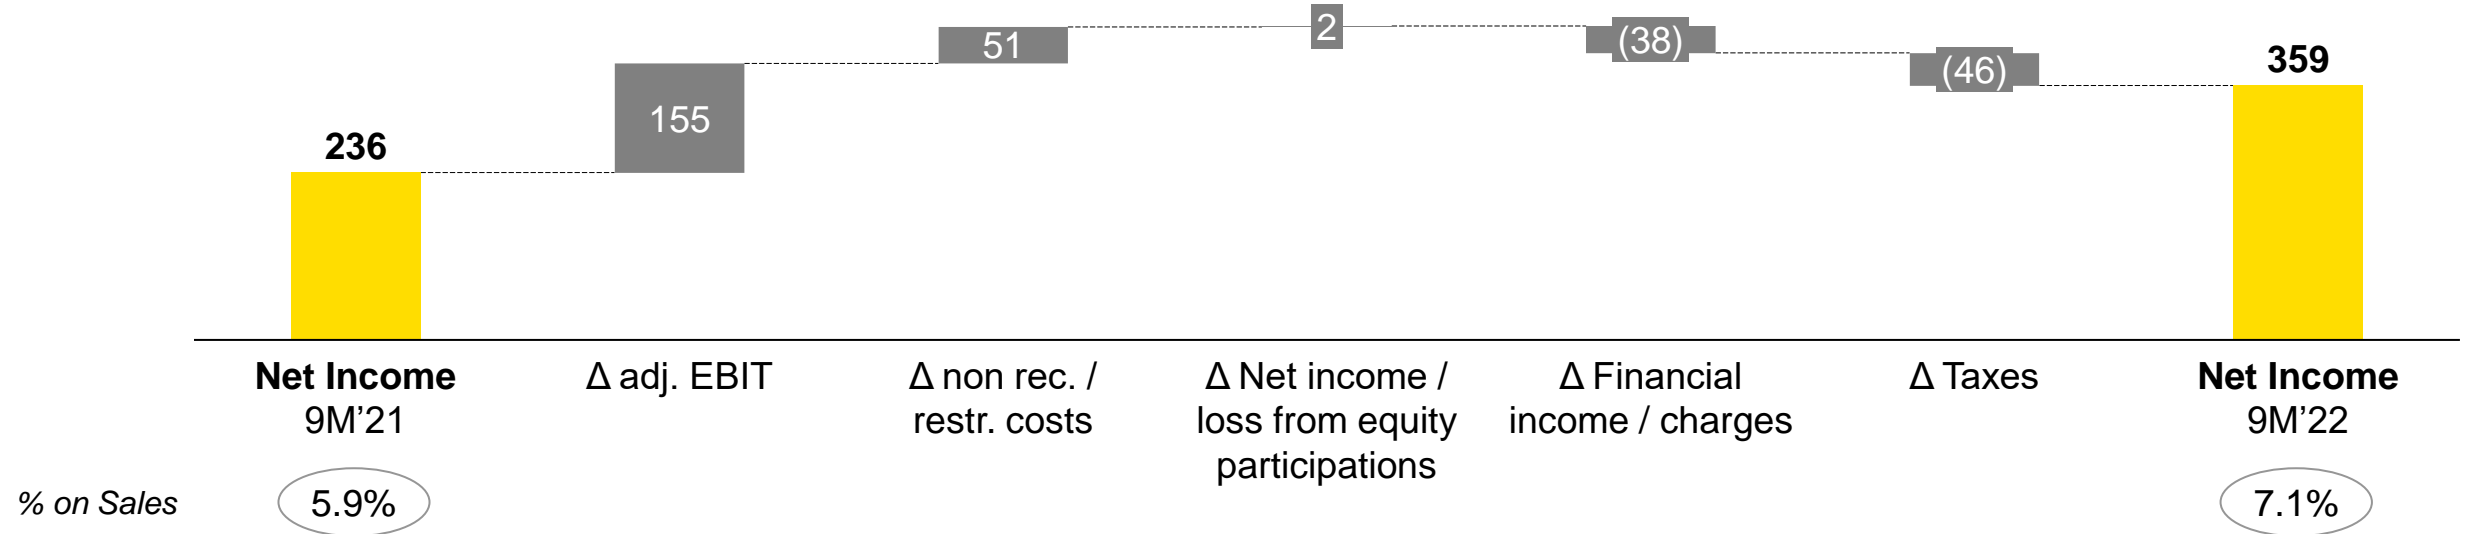 236
155
51
2
(38)
(46)
359
Net Income
9M’21
Δ adj. EBIT
Δ non rec. /
restr. costs
Δ Net income /
loss from equity
participations
Δ Financial
income / charges
Δ Taxes
Net Income
9M’22
% on Sales
5.9%
7.1%